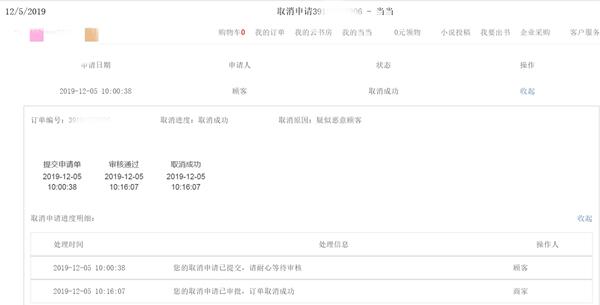 12/5/2019 取消申请39 06 - 当当
购物车0 我的订单 我的云书房 我的当当 0元领物 小说投稿 我要出书 企业采购 客户服务
申请日期 申请人 状态 操作
2019-12-05 10:00:38 顾客 取消成功 收起
订单编号：39 取消进度：取消成功 取消原因：疑似恶意顾客
提交申请单 审核通过 取消成功
2019-12-05 2019-12-05 2019-12-05
10:00:38 10:16:07 10:16:07
取消申请进度明细： 收起
处理时间 处理信息 操作人
2019-12-05 10:00:38 您的取消申请已提交，请耐心等待审核 顾客
2019-12-05 10:16:07 您的取消申请已审批，订单取消成功 商家